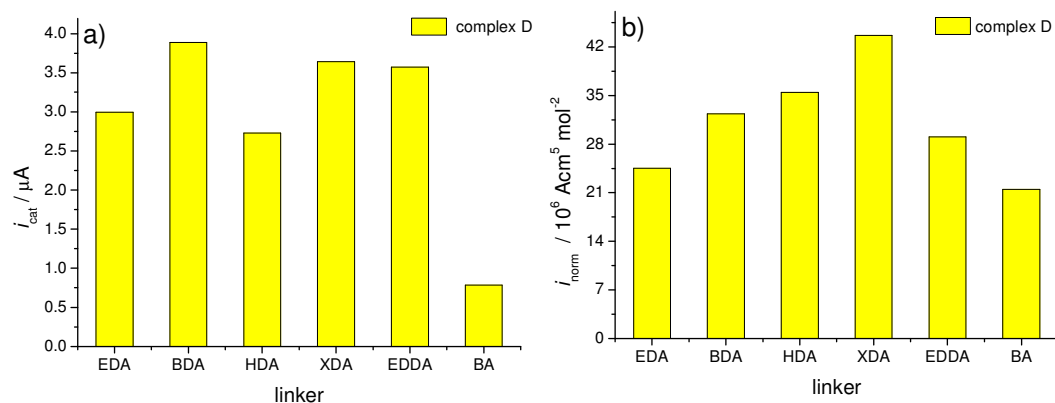 a)
complex D
4.0
3.5
3.0
2.5
2.0
1.5
1.0
0.5
0.0
i_cat / μA
EDA BDA HDA XDA EDDA BA
linker
b)
complex D
42
35
28
21
14
7
0
i_norm / 10⁶ Acm⁵ mol⁻²
EDA BDA HDA XDA EDDA BA
linker